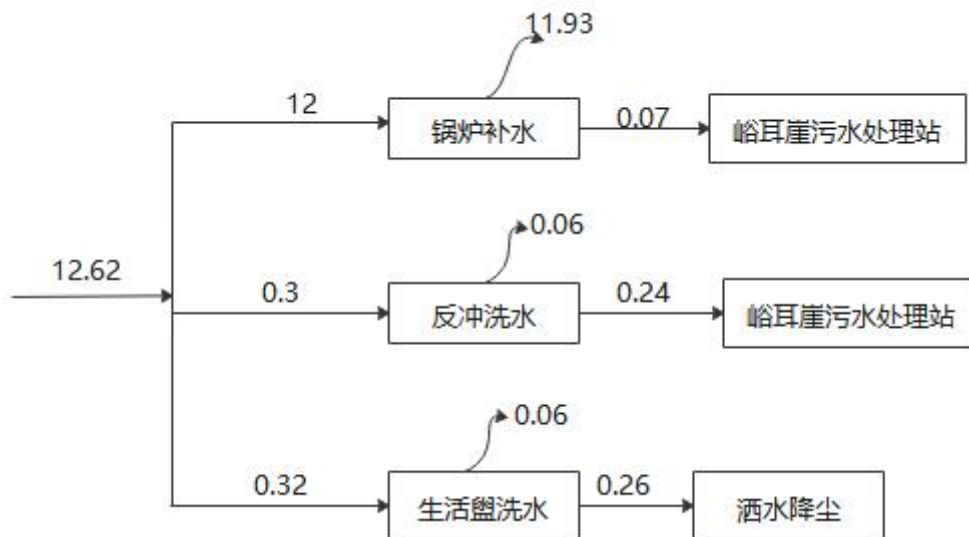 11.93
12
锅炉补水
0.07
峪耳崖污水处理站
12.62
0.06
0.3
反冲洗水
0.24
峪耳崖污水处理站
0.06
0.32
生活盥洗水
0.26
洒水降尘